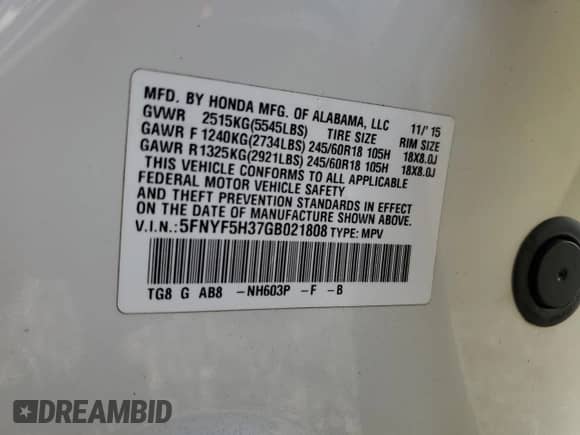 MFD. BY HONDA MFG. OF ALABAMA, LLC 11/'15
GVWR 2515KG(5545LBS) TIRE SIZE RIM SIZE
GAWR F 1240KG(2734LBS) 245/60R18 105H 18X8.0J
GAWR R1325KG(2921LBS) 245/60R18 105H 18X8.0J
THIS VEHICLE CONFORMS TO ALL APPLICABLE
FEDERAL MOTOR VEHICLE SAFETY
AND THEFT PREVENTION STANDARDS IN EFFECT
ON THE DATE OF MANUFACTURE SHOWN ABOVE.
V.I.N.:5FNYF5H37GB021808 TYPE: MPV
TG8 G AB8 -NH603P -F -B
DREAMBID